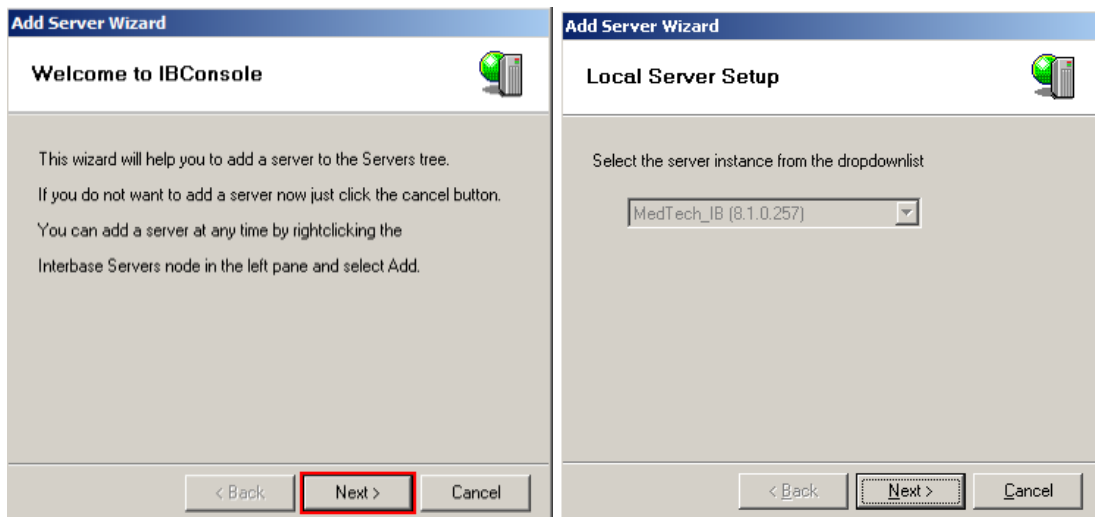 Add Server Wizard
Welcome to IBConsole
This wizard will help you to add a server to the Servers tree.
If you do not want to add a server now just click the cancel button.
You can add a server at any time by rightclicking the
Interbase Servers node in the left pane and select Add.
< Back
Next >
Cancel
Add Server Wizard
Local Server Setup
Select the server instance from the dropdownlist
MedTech_IB (8.1.0.257)
< Back
Next >
Cancel